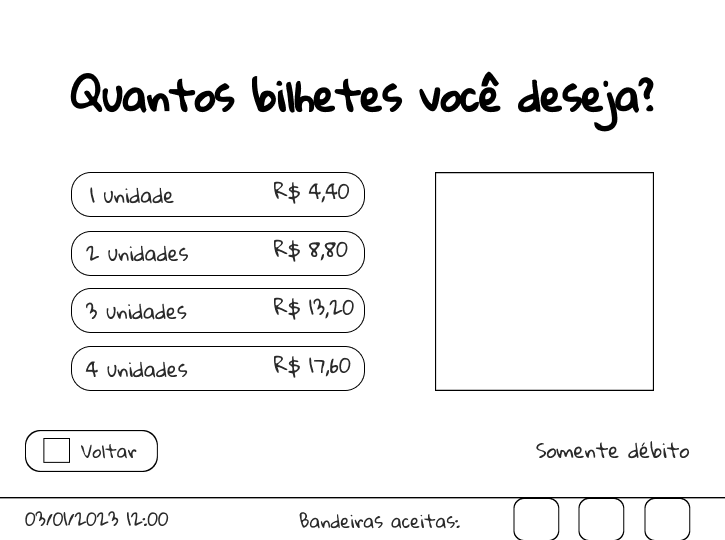 Quantos bilhetes você deseja?
1 unidade R$ 4,40
2 unidades R$ 8,80
3 unidades R$ 13,20
4 unidades R$ 17,60
Voltar
Somente débito
03/01/2023 12:00
Bandeiras aceitas: